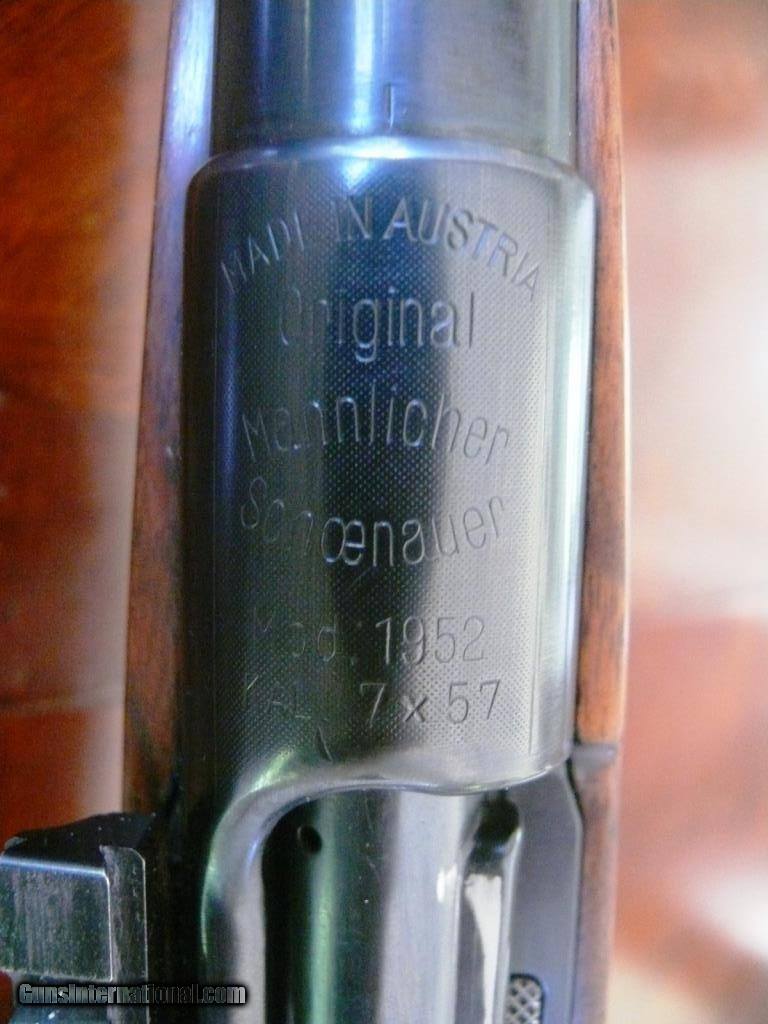 MADE IN AUSTRIA
Original
Mannlicher
Schœnauer
Mod. 1952
KAL. 7 x 57
GunsInternational.com